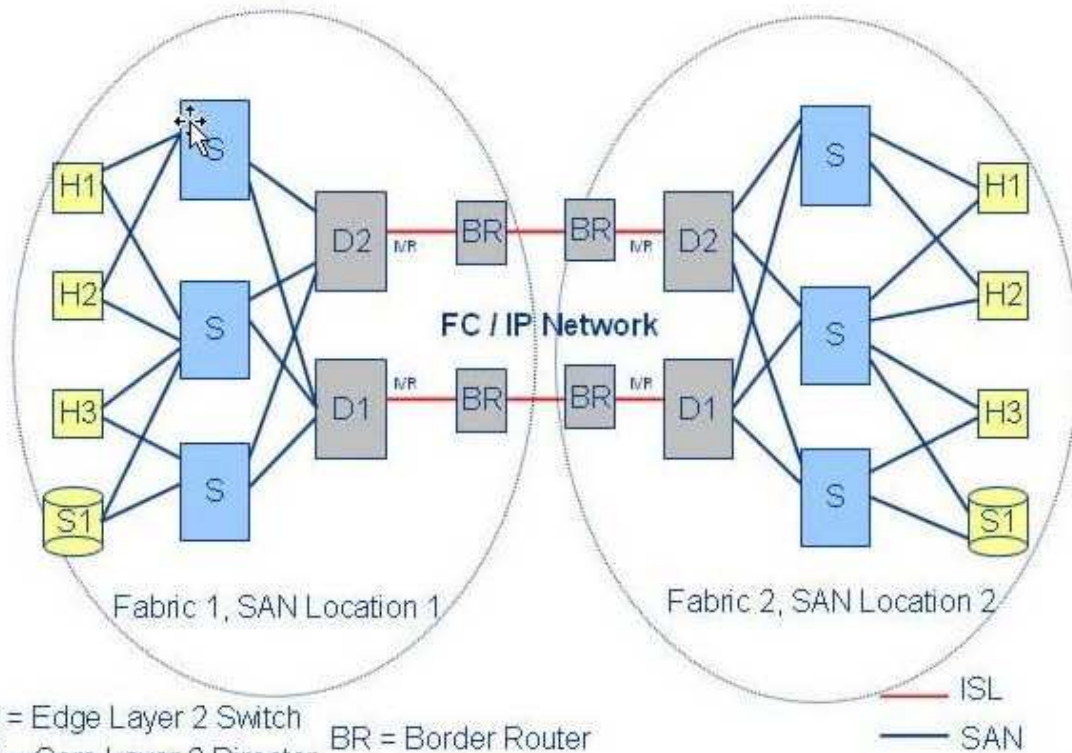 S
S
H1
H1
D2
BR
BR
D2
IVR
IVR
H2
H2
S
FC / IP Network
S
IVR
IVR
H3
D1
BR
BR
D1
H3
S
S
S1
S1
Fabric 1, SAN Location 1
Fabric 2, SAN Location 2
ISL
= Edge Layer 2 Switch
BR = Border Router
SAN